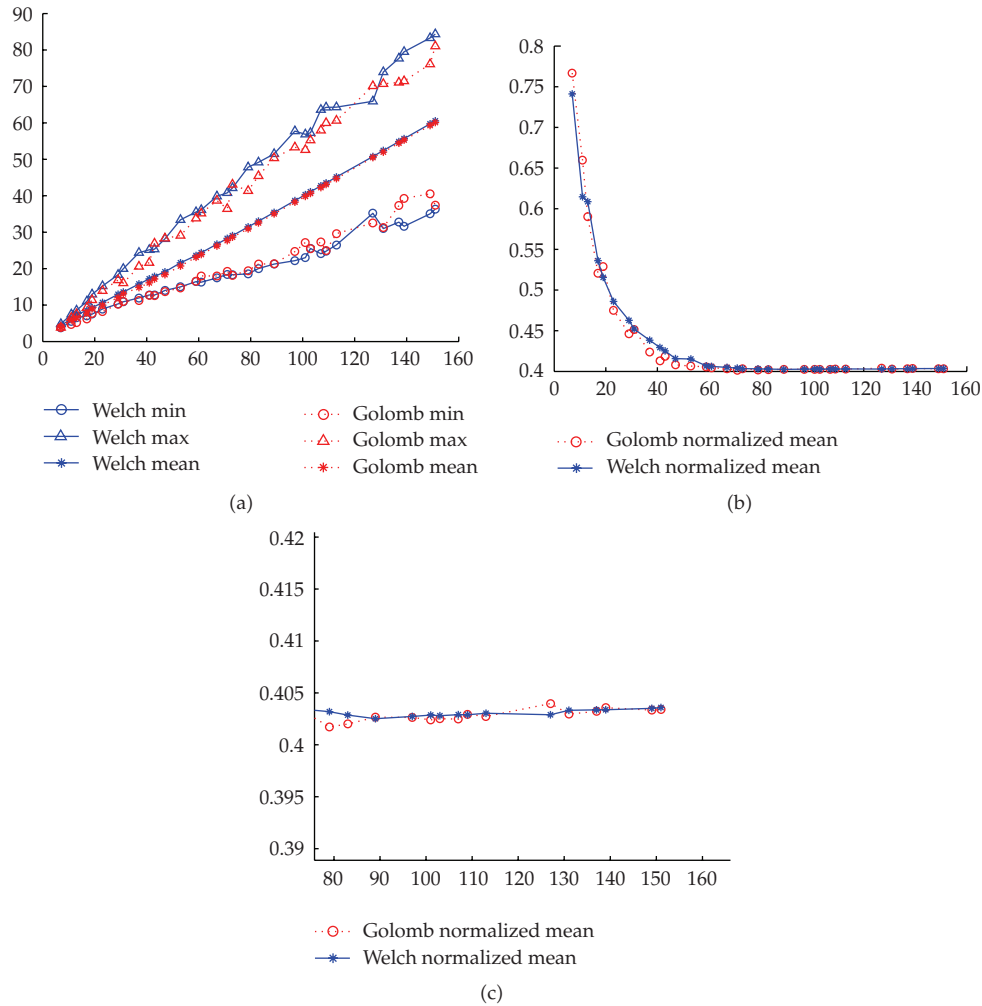 90
80
70
60
50
40
30
20
10
0
0 20 40 60 80 100 120 140 160
Welch min
Welch max
Welch mean
Golomb min
Golomb max
Golomb mean
(a)
0.8
0.75
0.7
0.65
0.6
0.55
0.5
0.45
0.4
0 20 40 60 80 100 120 140 160
Golomb normalized mean
Welch normalized mean
(b)
0.42
0.415
0.41
0.405
0.4
0.395
0.39
80 90 100 110 120 130 140 150 160
Golomb normalized mean
Welch normalized mean
(c)